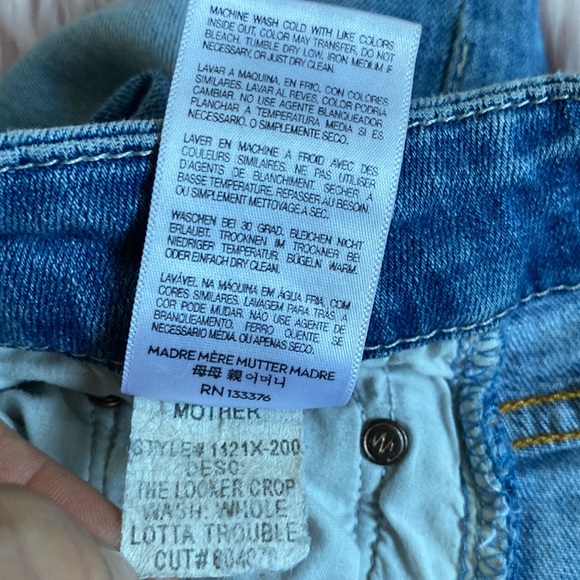 MACHINE WASH COLD WITH LIKE COLORS
INSIDE OUT, COLOR MAY TRANSFER, DO NOT
BLEACH, TUMBLE DRY LOW, IRON MEDIUM IF
NECESSARY, OR JUST DRY CLEAN.
LAVAR A MAQUINA, EN FRIO, CON COLORES
SIMILARES. LAVAR AL REVES, COLOR PODRIA
CAMBIAR. NO USE AGENTE BLANQUEADOR
PLANCHAR A TEMPERATURA MEDIA SI ES
NECESARIO. O SIMPLEMENTE EN SECO.
LAVER EN MACHINE A FROID AVEC DES
COULEURS SIMILAIRES. NE PAS UTILISER
D'AGENTS DE BLANCHIMENT. SECHER A
BASSE TEMPERATURE. REPASSER AU BESOIN.
OU SIMPLEMENT METTOYAGE A SEC.
WASCHEN BEI 30 GRAD, BLEICHEN NICHT
ERLAUBT. TROCKNEN IM TROCKNER BEI
NIEDRIGER TEMPERATUR. BÜGELN WARM.
ODER EINFACH DRY CLEAN.
LAVÁVEL NA MÁQUINA EM ÁGUA FRIA, COM
CORES SIMILARES. LAVAGEM PARA TRÁS A
COR PODE MUDAR. NÃO USE AGENTE DE
BRANQUEAMENTO. FERRO QUENTE SE
NECESSÁRIO MÉDIA. OU APENAS SECO.
MADRE MÈRE MUTTER MADRE
母母 親 어머니
RN 133376
MOTHER
STYLE# 1121X-200
DESC:
THE LOOKER CROP
WASH: WHOLE
LOTTA TROUBLE
CUT#